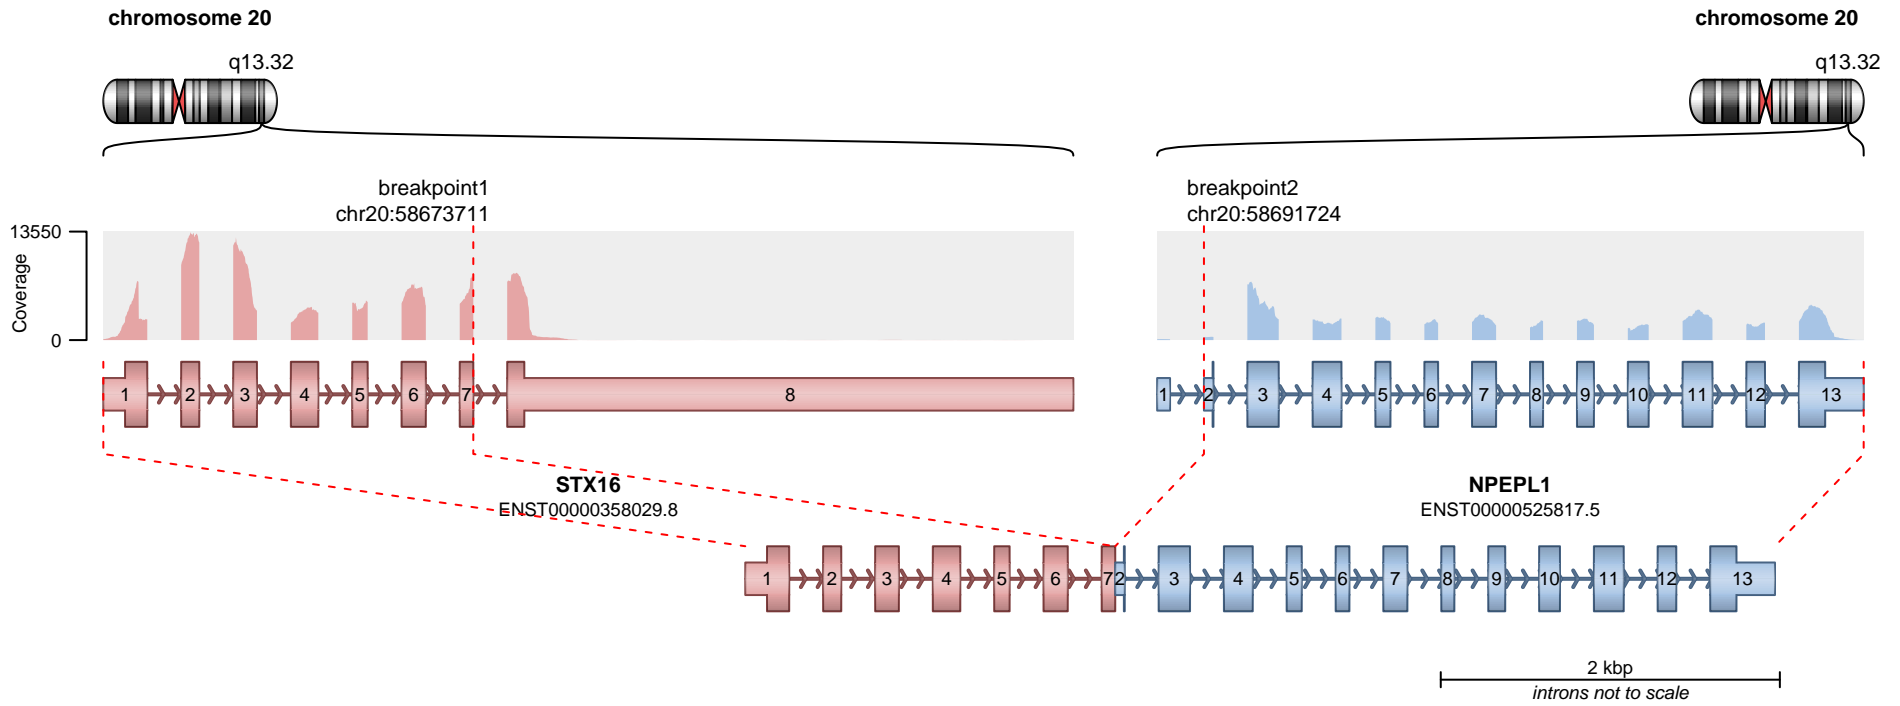 chromosome 20
chromosome 20
q13.32
q13.32
breakpoint1
chr20:58673711
breakpoint2
chr20:58691724
13550
Coverage
0
1 2 3 4 5 6 7 8
1 2 3 4 5 6 7 8 9 10 11 12 13
STX16
ENST00000358029.8
NPEPL1
ENST00000525817.5
1 2 3 4 5 6 7 2 3 4 5 6 7 8 9 10 11 12 13
2 kbp
introns not to scale